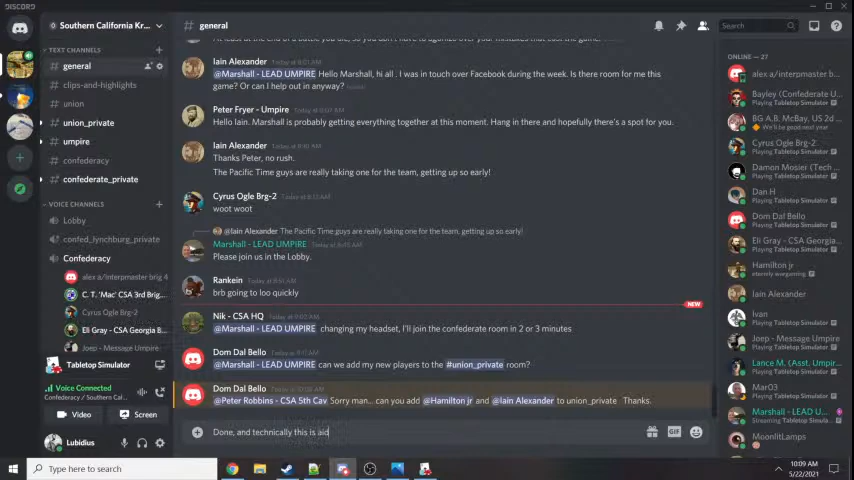 DISCORD
Southern California Kr...
general
Search
TEXT CHANNELS
general
clips-and-highlights
union
union_private
umpire
confederacy
confederate_private
VOICE CHANNELS
Lobby
confed_lynchburg_private
Confederacy
alex a/interpmaster brig 4
C. T. 'Mac' CSA 3rd Brig...
Cyrus Ogle Brg-2
Eli Gray - CSA Georgia B...
Joep - Message Umpire
Tabletop Simulator
Voice Connected
Confederacy / Southern Cal...
Video
Screen
Lubidius
Iain Alexander Today at 8:01 AM
@Marshall - LEAD UMPIRE Hello Marshall, hi all . I was in touch over Facebook during the week. Is there room for me this
game? Or can I help out in anyway?
Peter Fryer - Umpire Today at 8:07 AM
Hello Iain. Marshall is probably getting everything together at this moment. Hang in there and hopefully there's a spot for you.
Iain Alexander Today at 8:10 AM
Thanks Peter, no rush.
The Pacific Time guys are really taking one for the team, getting up so early!
Cyrus Ogle Brg-2 Today at 8:12 AM
woot woot
@Iain Alexander The Pacific Time guys are really taking one for the team, getting up so early!
Marshall - LEAD UMPIRE Today at 8:45 AM
Please join us in the Lobby.
Rankein Today at 8:51 AM
brb going to loo quickly
NEW
Nik - CSA HQ Today at 9:02 AM
@Marshall - LEAD UMPIRE changing my headset, I'll join the confederate room in 2 or 3 minutes
Dom Dal Bello Today at
@Marshall - LEAD UMPIRE can we add my new players to the #union_private room?
Dom Dal Bello Today at
@Peter Robbins - CSA 5th Cav Sorry man... can you add @Hamilton jr and @Iain Alexander to union_private Thanks.
Done, and technically this is aid
GIF
ONLINE — 27
alex a/interpmaster b...
Bayley (Confederate U...
Playing Tabletop Simulator
BG A.B. McBay, US 2d ...
We'll be good next year
Cyrus Ogle Brg-2
Playing Tabletop Simulator
Damon Mosier (Tech ...
Playing Tabletop Simulator
Dan H
Playing Tabletop Simulator
Dom Dal Bello
Playing Tabletop Simulator
Eli Gray - CSA Georgia...
Playing Tabletop Simulator
Hamilton jr
Playing eternity wargaming
Iain Alexander
Ivan
Playing Tabletop Simulator
Joep - Message Umpire
Playing Tabletop Simulator
Lance M. (Asst. Umpir...
Playing Tabletop Simulator
Mar03
Playing Tabletop Simulator
Marshall - LEAD U...
Playing Tabletop Simulator
MoonlitLamps
Type here to search
10:09 AM
5/22/2021